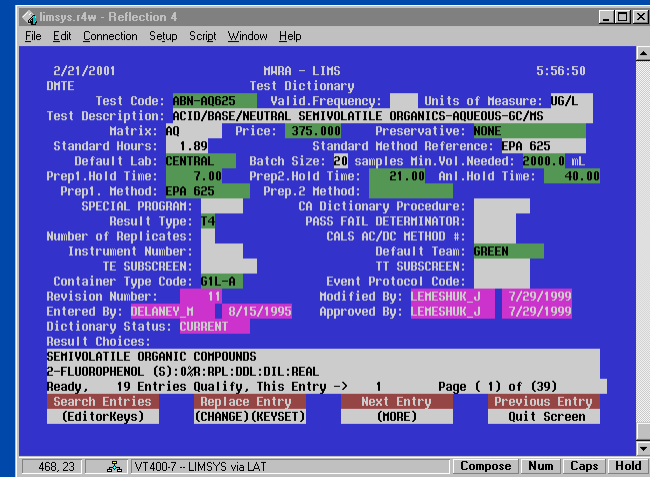 limsys.r4w - Reflection 4
File Edit Connection Setup Script Window Help
2/21/2001 MWRA - LIMS 5:56:50
DMTE Test Dictionary
Test Code: ABN-AQ625 Valid.Frequency: Units of Measure: UG/L
Test Description: ACID/BASE/NEUTRAL SEMIVOLATILE ORGANICS-AQUEOUS-GC/MS
Matrix: AQ Price: 375.000 Preservative: NONE
Standard Hours: 1.89 Standard Method Reference: EPA 625
Default Lab: CENTRAL Batch Size: 20 samples Min.Vol.Needed: 2000.0 mL
Prep1.Hold Time: 7.00 Prep2.Hold Time: 21.00 Anl.Hold Time: 40.00
Prep1. Method: EPA 625 Prep.2 Method:
SPECIAL PROGRAM: CA Dictionary Procedure:
Result Type: T4 PASS FAIL DETERMINATOR:
Number of Replicates: CALS AC/DC METHOD #:
Instrument Number: Default Team: GREEN
TE SUBSCREEN: TT SUBSCREEN:
Container Type Code: G1L-A Event Protocol Code:
Revision Number: 11 Modified By: LEMESHUK_J 7/29/1999
Entered By: DELANEY_M 8/15/1995 Approved By: LEMESHUK_J 7/29/1999
Dictionary Status: CURRENT
Result Choices:
SEMIVOLATILE ORGANIC COMPOUNDS
2-FLUOROPHENOL (S):0%R:RPL:DDL:DIL:REAL
Ready, 19 Entries Qualify, This Entry -> 1 Page ( 1) of (39)
Search Entries Replace Entry Next Entry Previous Entry
(EditorKeys) (CHANGE)(KEYSET) (MORE) Quit Screen
468, 23 VT400-7 -- LIMSYS via LAT Compose Num Caps Hold